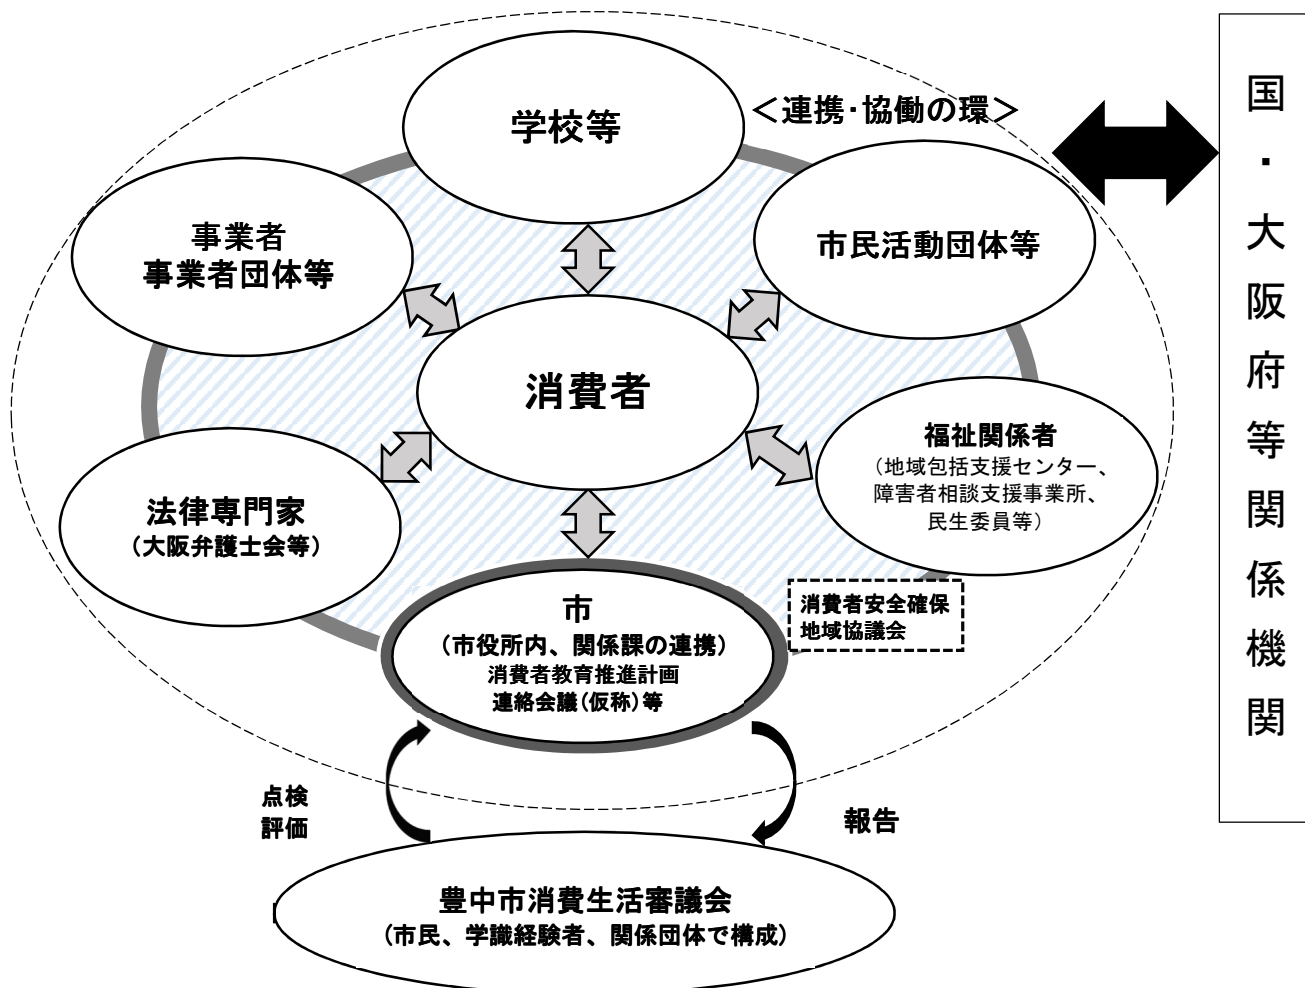 学校等
＜連携・協働の環＞
事業者
事業者団体等
市民活動団体等
消費者
福祉関係者
（地域包括支援センター、
障害者相談支援事業所、
民生委員等）
法律専門家
（大阪弁護士会等）
市
（市役所内、関係課の連携）
消費者教育推進計画
連絡会議（仮称）等
消費者安全確保
地域協議会
点検
評価
報告
豊中市消費生活審議会
（市民、学識経験者、関係団体で構成）
国・大阪府等関係機関